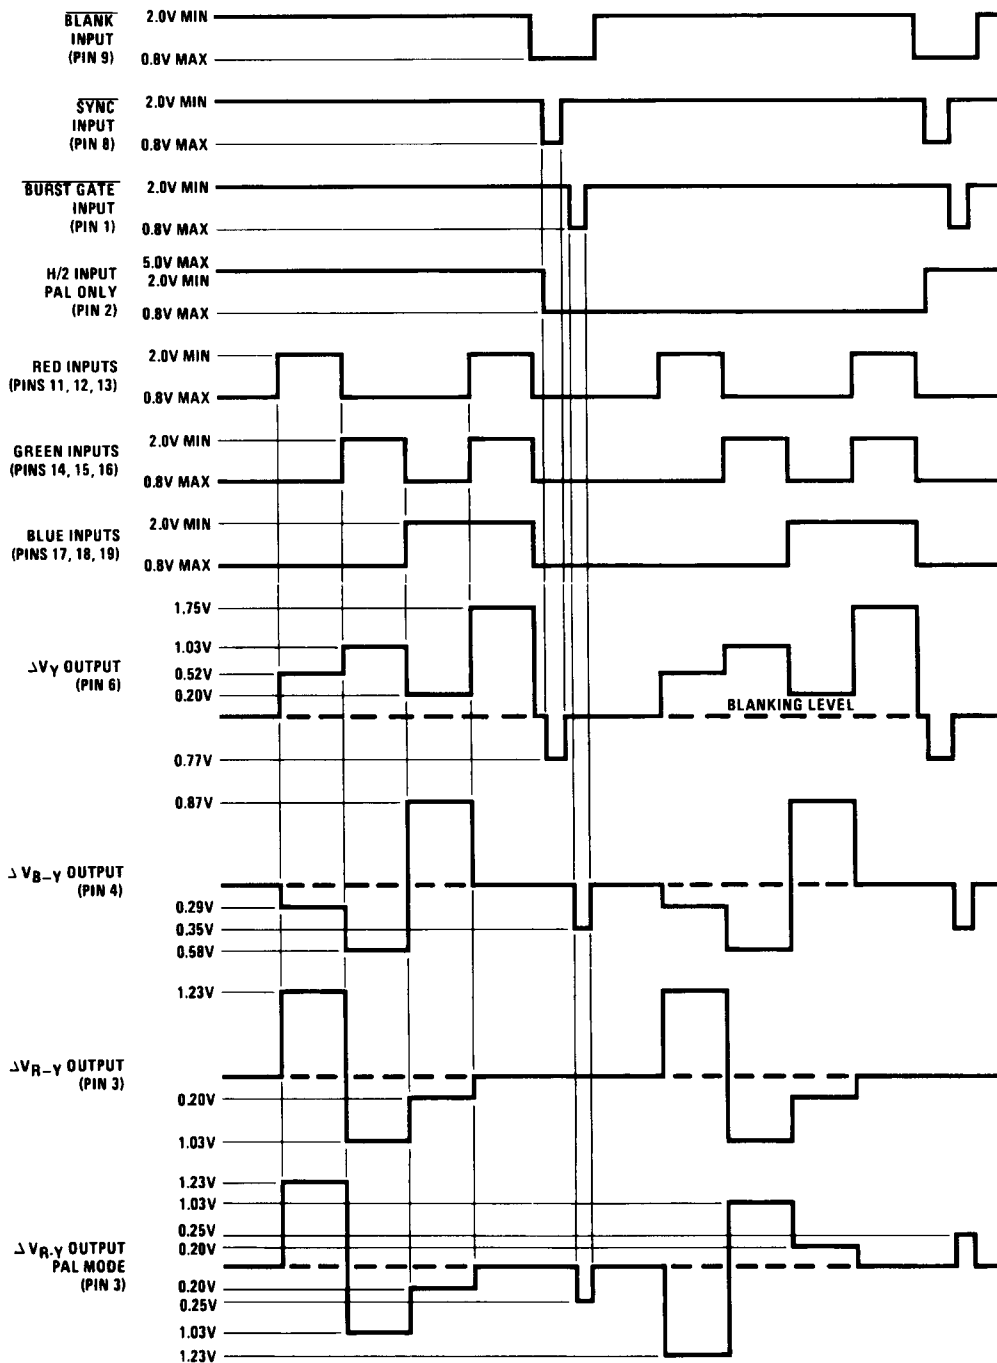 BLANK 2.0V MIN
INPUT
(PIN 9) 0.8V MAX
SYNC 2.0V MIN
INPUT
(PIN 8) 0.8V MAX
BURST GATE 2.0V MIN
INPUT
(PIN 1) 0.8V MAX
5.0V MAX
H/2 INPUT 2.0V MIN
PAL ONLY
(PIN 2) 0.8V MAX
RED INPUTS 2.0V MIN
(PINS 11, 12, 13) 0.8V MAX
GREEN INPUTS 2.0V MIN
(PINS 14, 15, 16) 0.8V MAX
BLUE INPUTS 2.0V MIN
(PINS 17, 18, 19) 0.8V MAX
1.75V
1.03V
ΔVY OUTPUT 0.52V
(PIN 6) 0.20V
BLANKING LEVEL
0.77V
0.87V
Δ VB–Y OUTPUT
(PIN 4)
0.29V
0.35V
0.58V
1.23V
ΔVR–Y OUTPUT
(PIN 3)
0.20V
1.03V
1.23V
1.03V
0.25V
Δ VR-Y OUTPUT 0.20V
PAL MODE
(PIN 3) 0.20V
0.25V
1.03V
1.23V